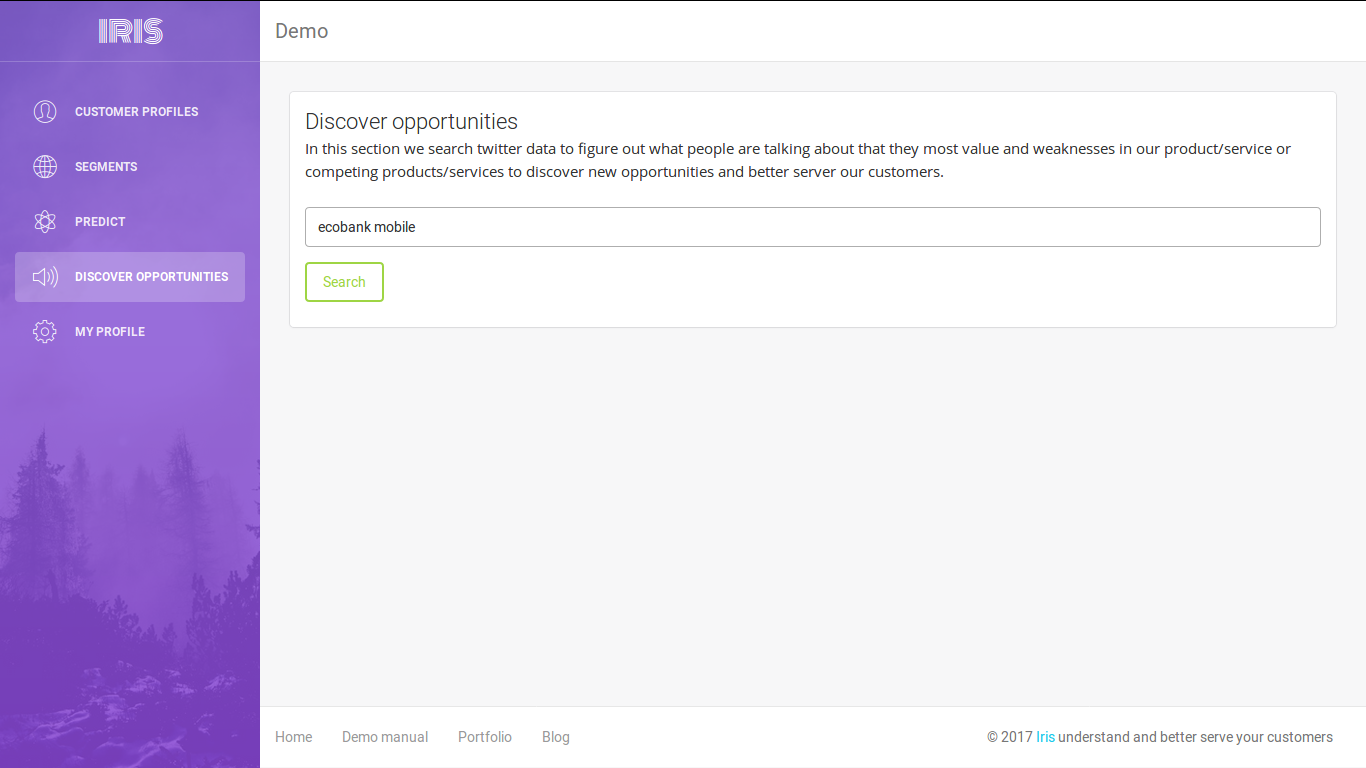 IRIS
Demo
CUSTOMER PROFILES
SEGMENTS
PREDICT
DISCOVER OPPORTUNITIES
MY PROFILE
Discover opportunities
In this section we search twitter data to figure out what people are talking about that they most value and weaknesses in our product/service or
competing products/services to discover new opportunities and better server our customers.
ecobank mobile
Search
Home
Demo manual
Portfolio
Blog
© 2017 Iris understand and better serve your customers